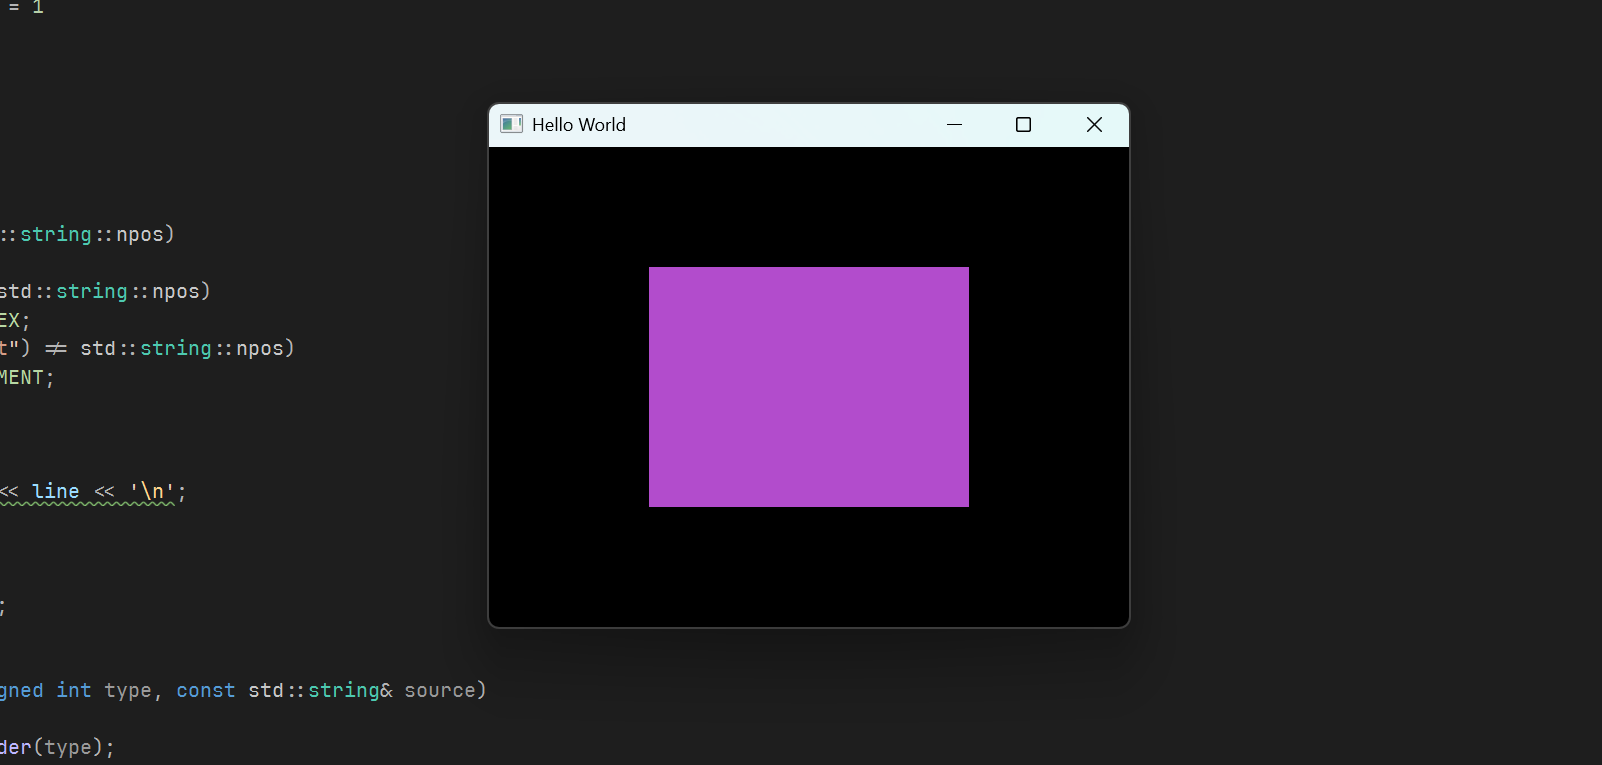 = 1
Hello World
::string::npos)
std::string::npos)
EX;
t") ≠ std::string::npos)
MENT;
<< line << '\n';
;
gned int type, const std::string& source)
der(type);